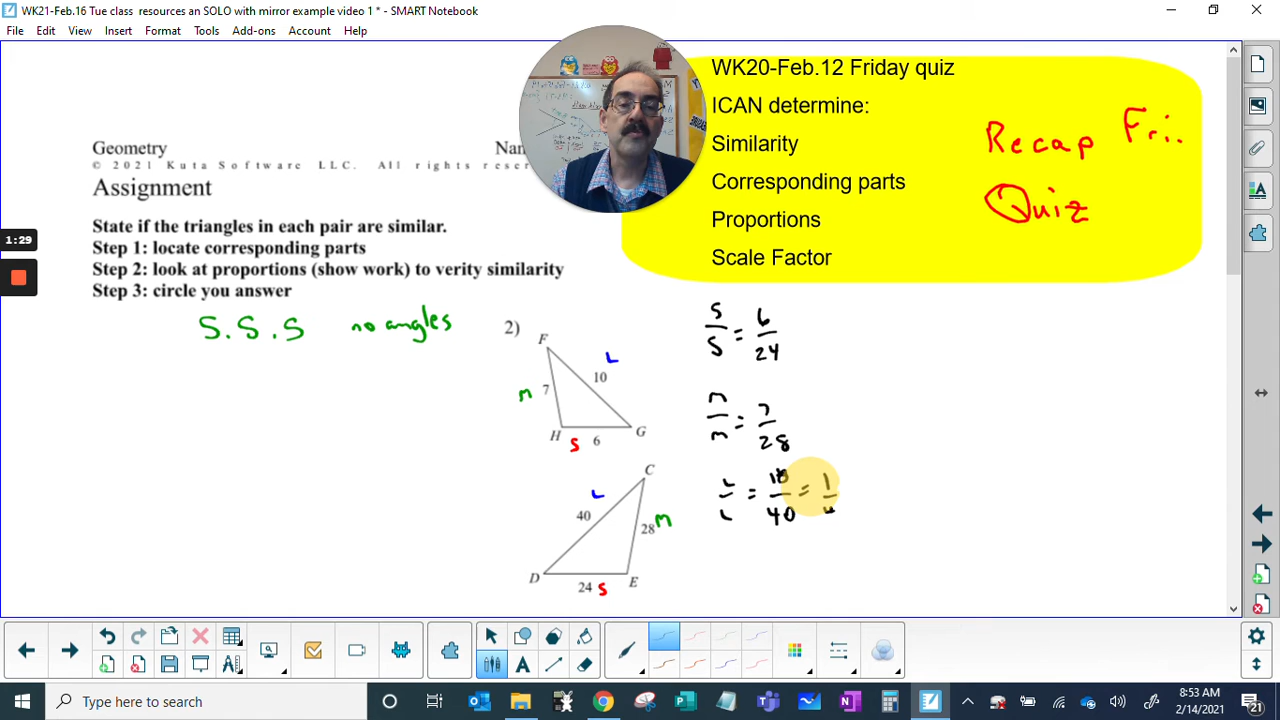 WK21-Feb.16 Tue class resources an SOLO with mirror example video 1 * - SMART Notebook
File Edit View Insert Format Tools Add-ons Account Help
WK20-Feb.12 Friday quiz
ICAN determine:
Similarity
Corresponding parts
Proportions
Scale Factor
Recap Fri.
Quiz
Geometry
© 2021 Kuta Software LLC. All rights reser
Assignment
State if the triangles in each pair are similar.
Step 1: locate corresponding parts
Step 2: look at proportions (show work) to verity similarity
Step 3: circle you answer
1:29
S.S.S no angles
2)
F
L
10
m 7
H S 6 G
C
L
40
28 m
D 24 S E
S/S = 6/24
m/m = 7/28
L/L = 10/40 = 1/4
Type here to search
8:53 AM
2/14/2021
21